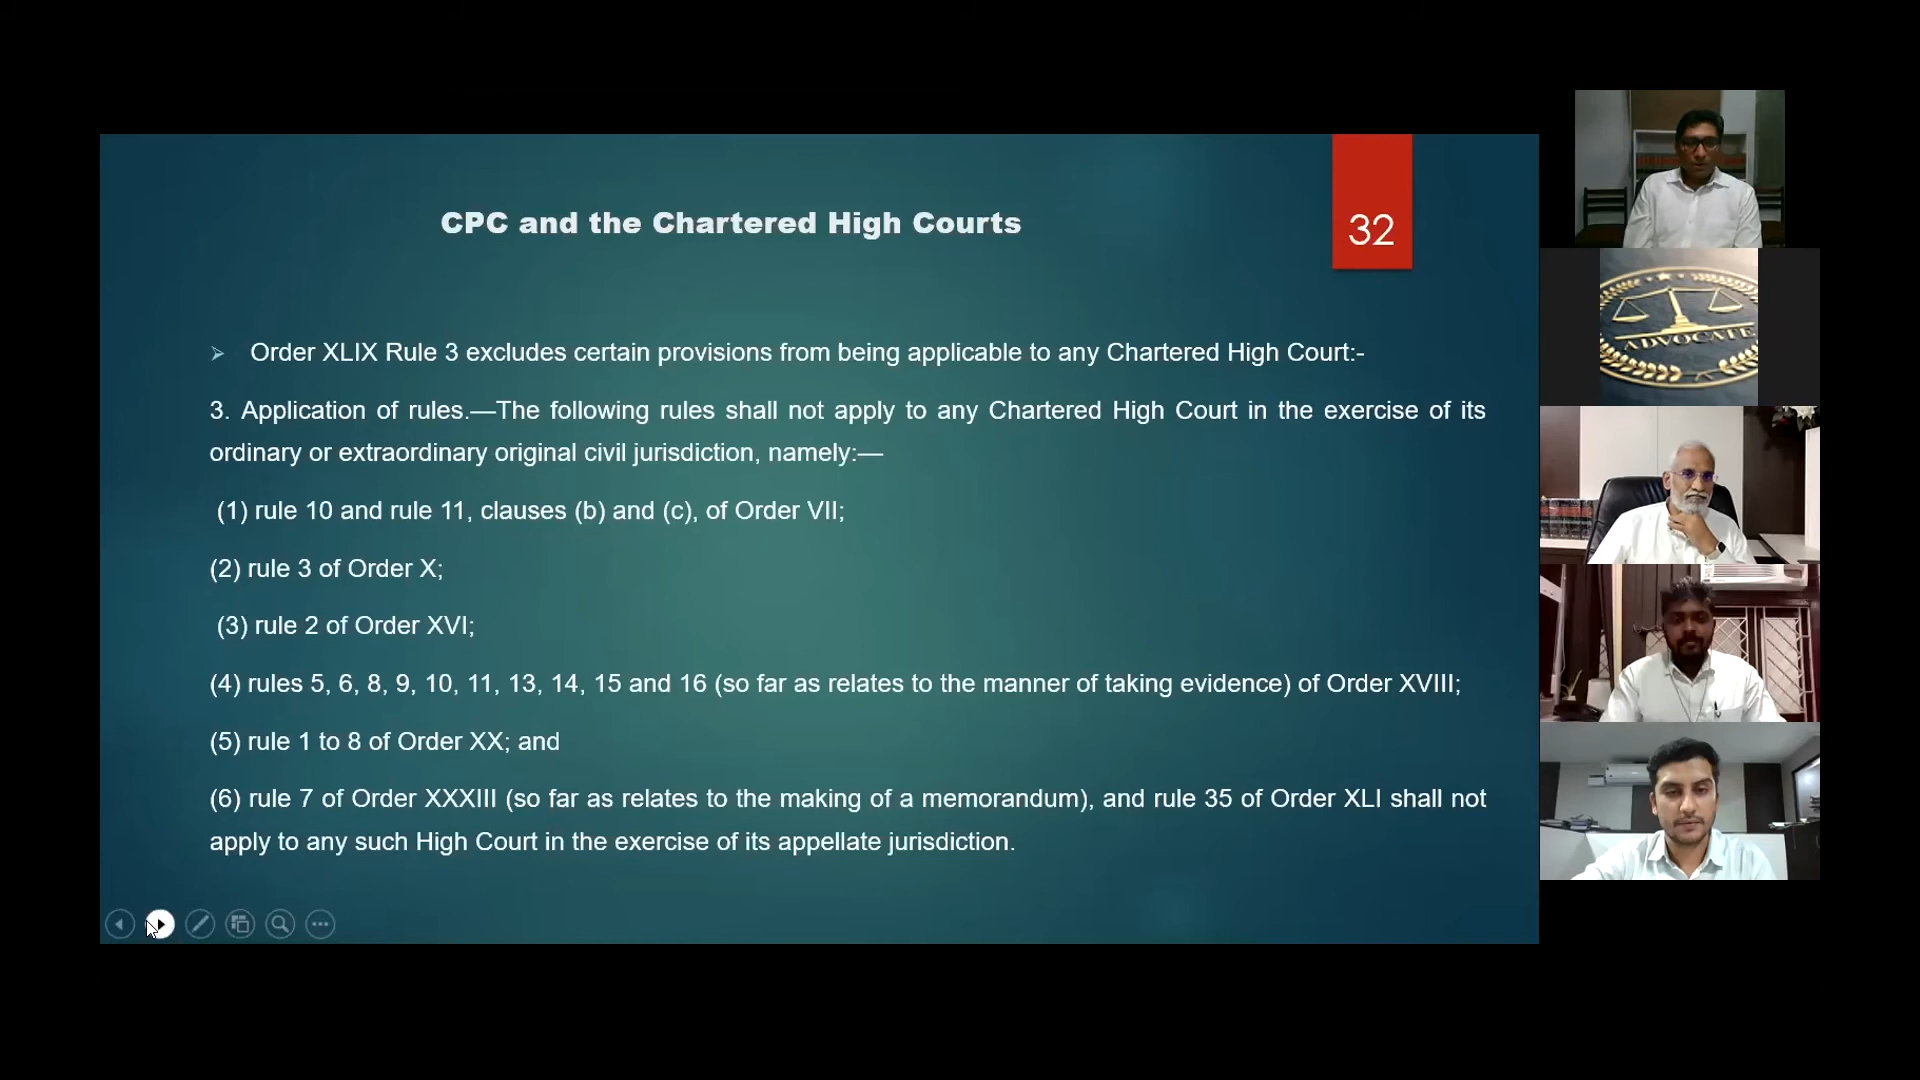 CPC and the Chartered High Courts
32
Order XLIX Rule 3 excludes certain provisions from being applicable to any Chartered High Court:-
3. Application of rules.—The following rules shall not apply to any Chartered High Court in the exercise of its
ordinary or extraordinary original civil jurisdiction, namely:—
(1) rule 10 and rule 11, clauses (b) and (c), of Order VII;
(2) rule 3 of Order X;
(3) rule 2 of Order XVI;
(4) rules 5, 6, 8, 9, 10, 11, 13, 14, 15 and 16 (so far as relates to the manner of taking evidence) of Order XVIII;
(5) rule 1 to 8 of Order XX; and
(6) rule 7 of Order XXXIII (so far as relates to the making of a memorandum), and rule 35 of Order XLI shall not
apply to any such High Court in the exercise of its appellate jurisdiction.
ADVOCATE